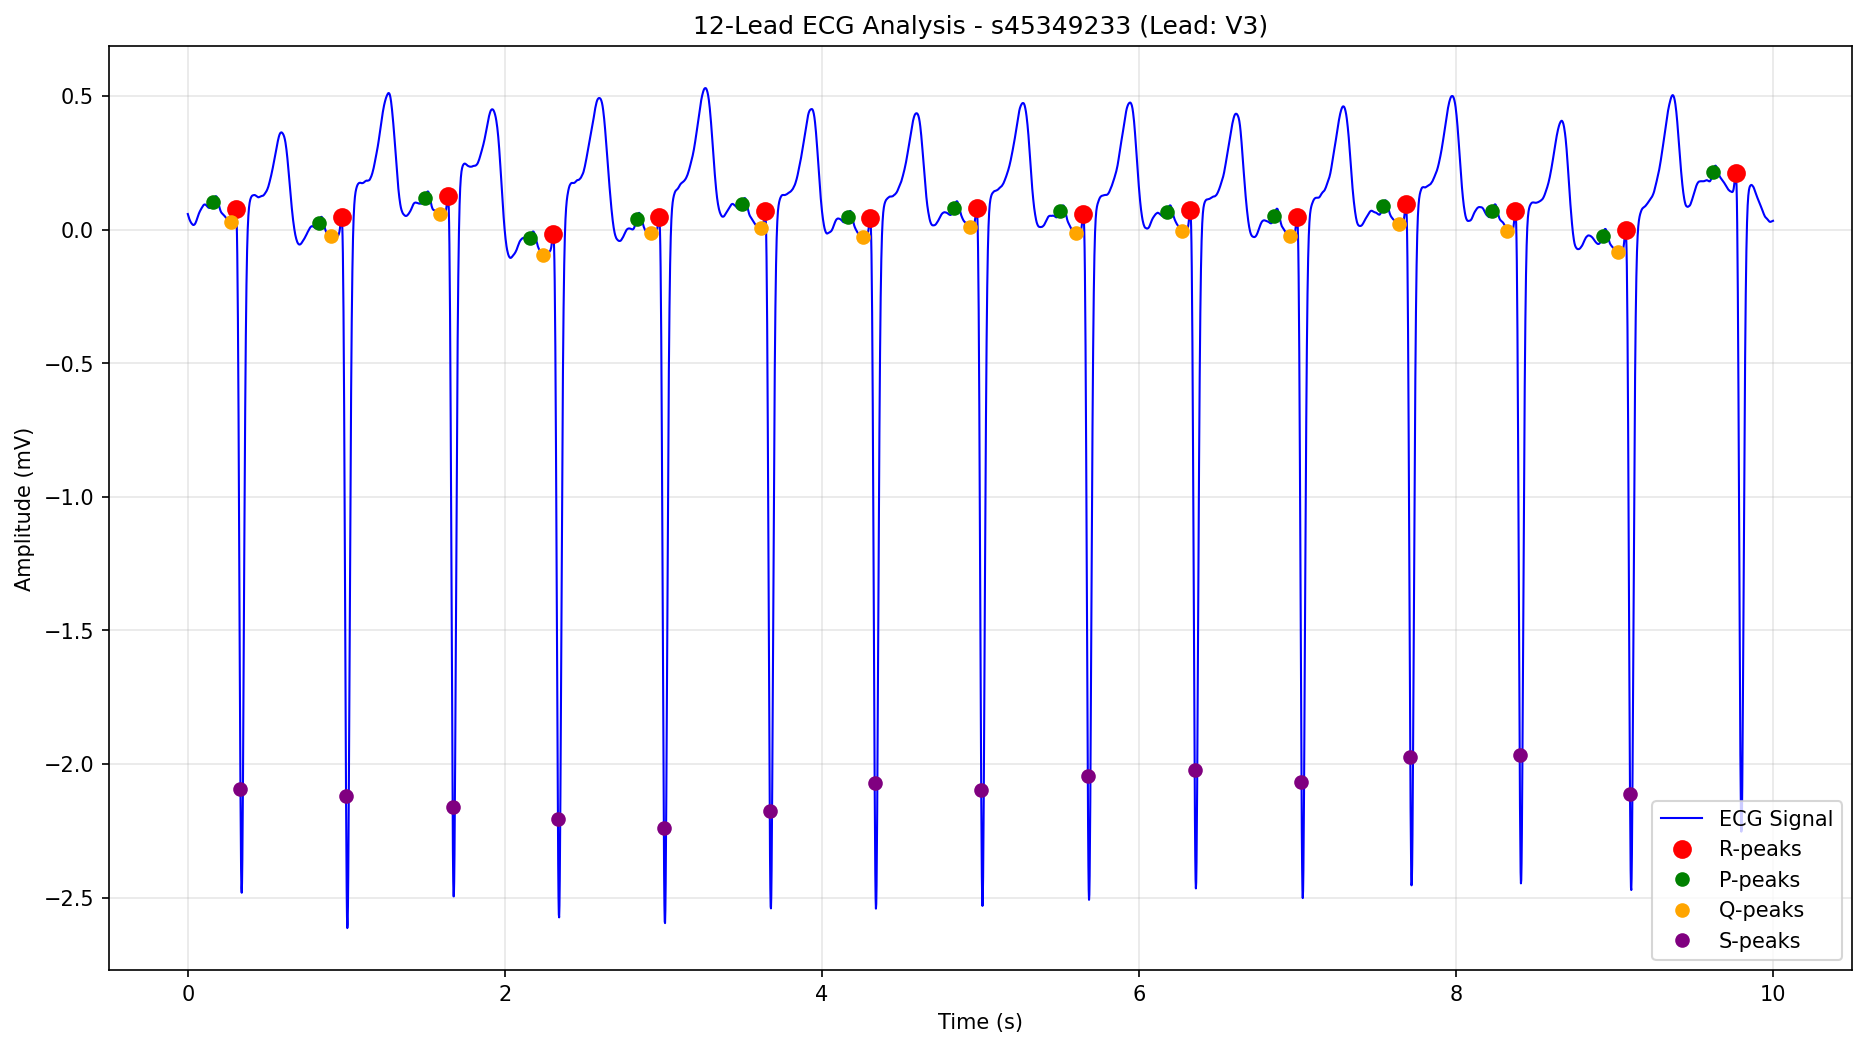 12-Lead ECG Analysis - s45349233 (Lead: V3)
0.5
0.0
−0.5
−1.0
−1.5
−2.0
−2.5
Amplitude (mV)
0 2 4 6 8 10
Time (s)
ECG Signal
R-peaks
P-peaks
Q-peaks
S-peaks